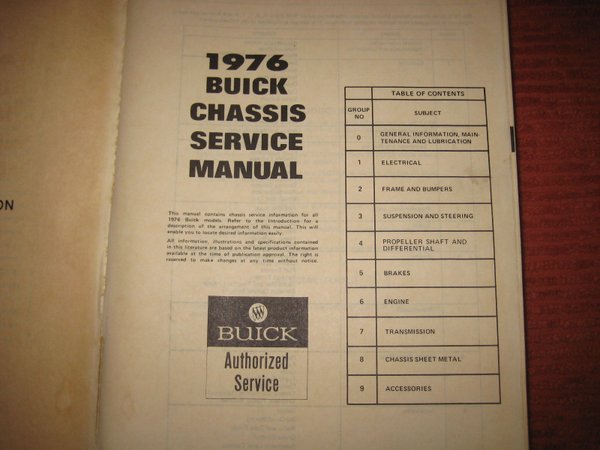 ON
1976
BUICK
CHASSIS
SERVICE
MANUAL
This manual contains chassis service information for all
1976 Buick models. Refer to the Introduction for a
description of the arrangement of this manual. This will
enable you to locate desired information easily.
All information, illustrations and specifications contained
in this literature are based on the latest product information
available at the time of publication approval. The right is
reserved to make changes at any time without notice.
BUICK
Authorized
Service
TABLE OF CONTENTS
GROUP
NO
SUBJECT
0 GENERAL INFORMATION, MAIN-
TENANCE AND LUBRICATION
1 ELECTRICAL
2 FRAME AND BUMPERS
3 SUSPENSION AND STEERING
4 PROPELLER SHAFT AND
DIFFERENTIAL
5 BRAKES
6 ENGINE
7 TRANSMISSION
8 CHASSIS SHEET METAL
9 ACCESSORIES